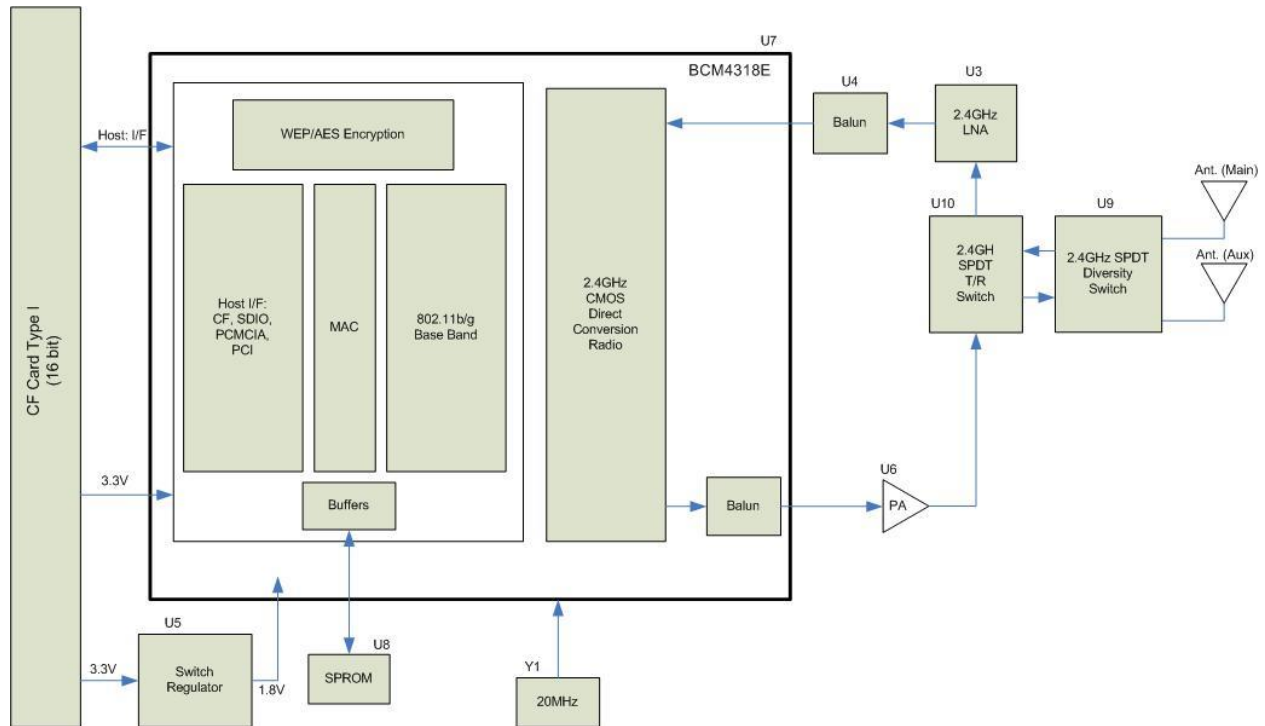 U7
BCM4318E
U4
U3
Balun
2.4GHz
LNA
WEP/AES Encryption
Host: I/F
Ant. (Main)
U10
U9
2.4GH
SPDT
T/R
Switch
2.4GHz SPDT
Diversity
Switch
Ant. (Aux)
CF Card Type I
(16 bit)
Host I/F:
CF, SDIO,
PCMCIA,
PCI
MAC
802.11b/g
Base Band
2.4GHz
CMOS
Direct
Conversion
Radio
3.3V
Buffers
Balun
U6
PA
U5
3.3V
Switch
Regulator
1.8V
U8
SPROM
Y1
20MHz